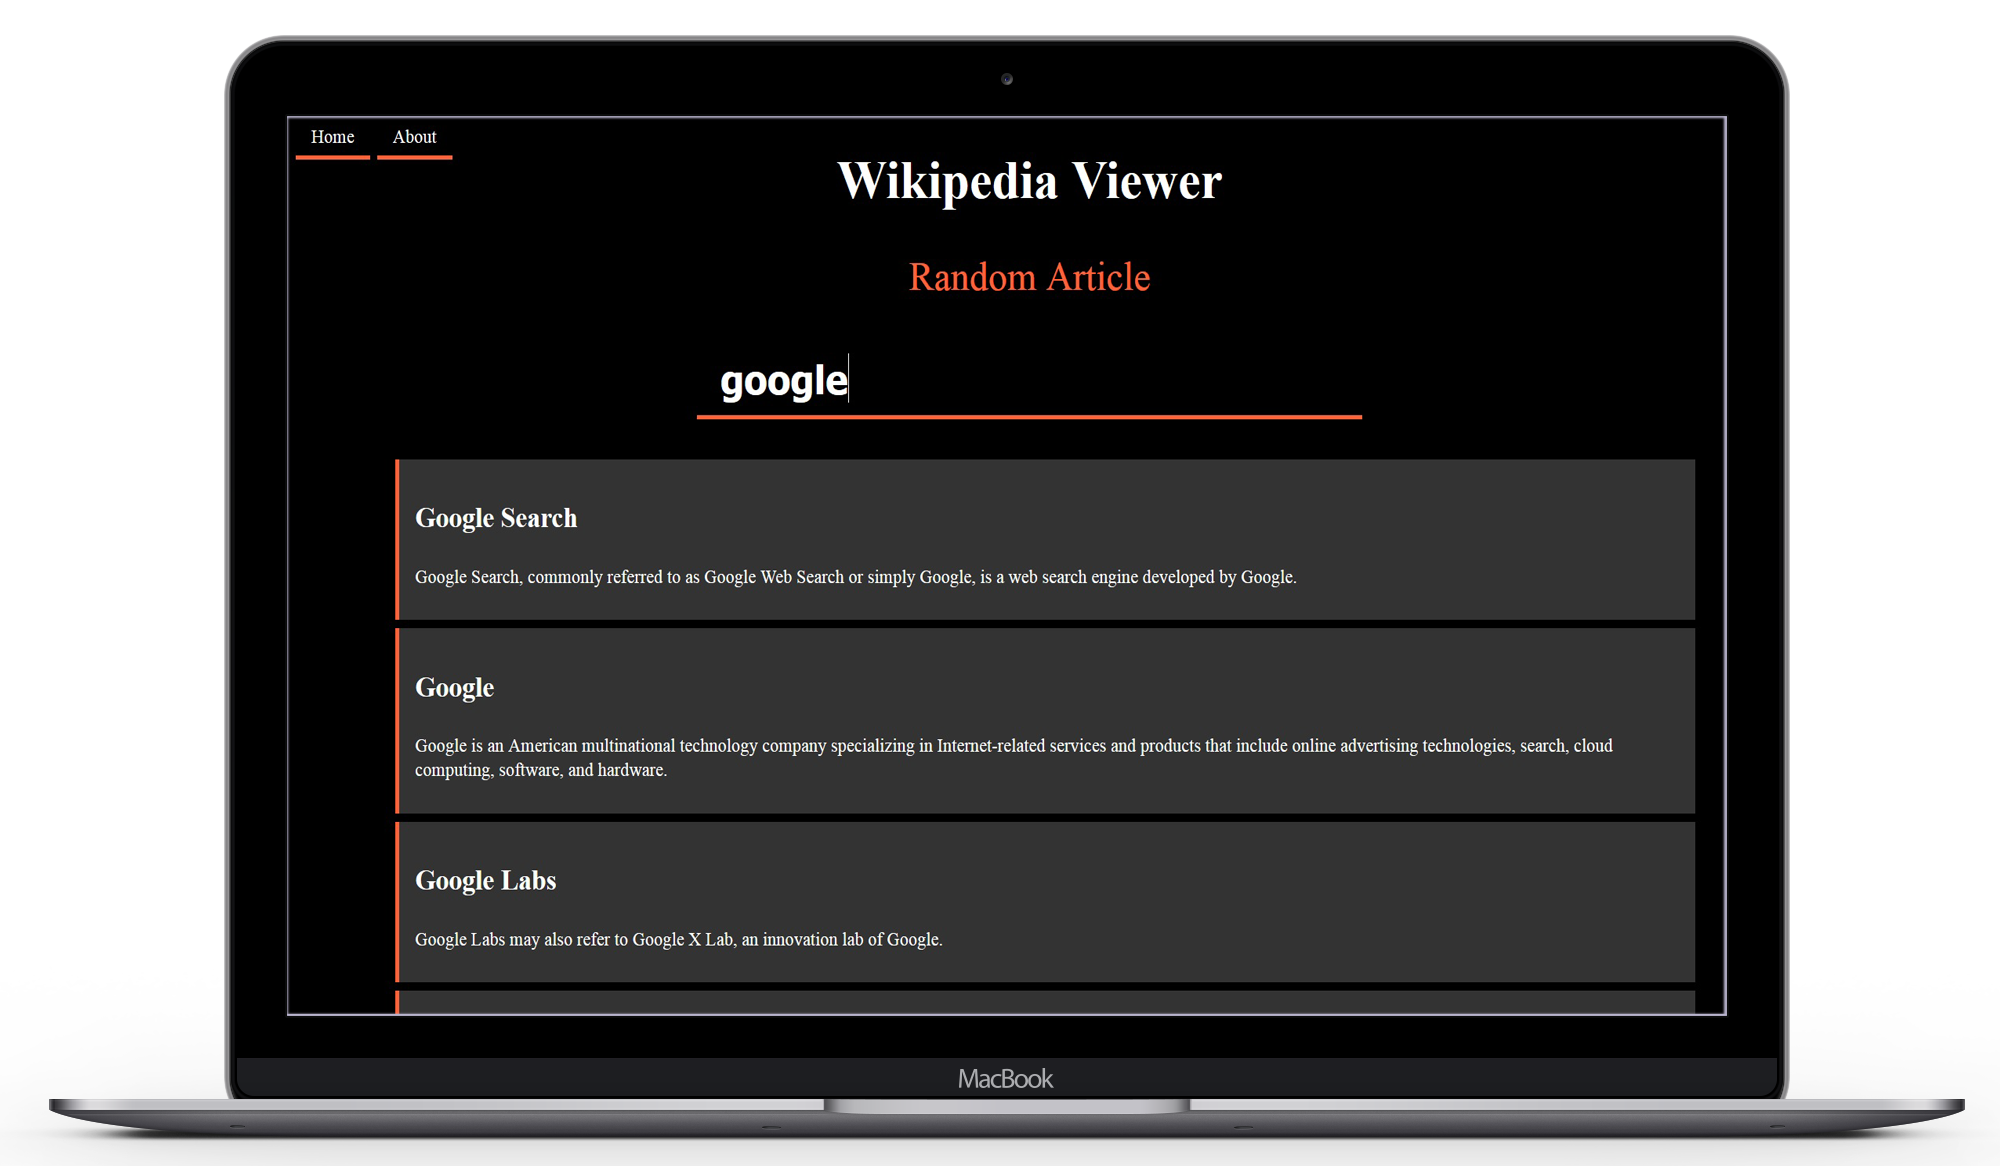 Home About
Wikipedia Viewer
Random Article
google
Google Search
Google Search, commonly referred to as Google Web Search or simply Google, is a web search engine developed by Google.
Google
Google is an American multinational technology company specializing in Internet-related services and products that include online advertising technologies, search, cloud
computing, software, and hardware.
Google Labs
Google Labs may also refer to Google X Lab, an innovation lab of Google.
MacBook